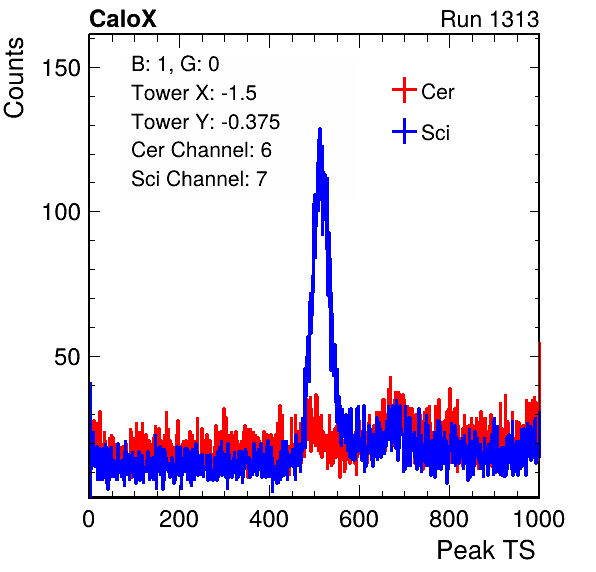 CaloX Run 1313
Counts
B: 1, G: 0
Tower X: -1.5
Tower Y: -0.375
Cer Channel: 6
Sci Channel: 7
Cer
Sci
150
100
50
0 200 400 600 800 1000
Peak TS